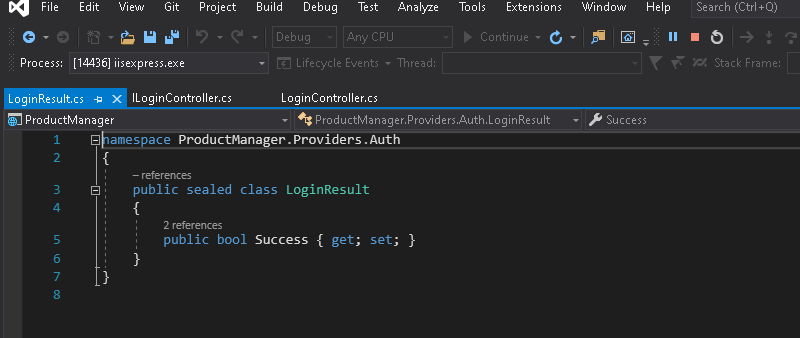 File Edit View Git Project Build Debug Test Analyze Tools Extensions Window Help Search (Ctrl+Q)
Debug Any CPU Continue
Process: [14436] iisexpress.exe Lifecycle Events Thread: Stack Frame:
LoginResult.cs ILoginController.cs LoginController.cs
ProductManager ProductManager.Providers.Auth.LoginResult Success
1 namespace ProductManager.Providers.Auth
2 {
– references
3 public sealed class LoginResult
4 {
2 references
5 public bool Success { get; set; }
6 }
7 }
8